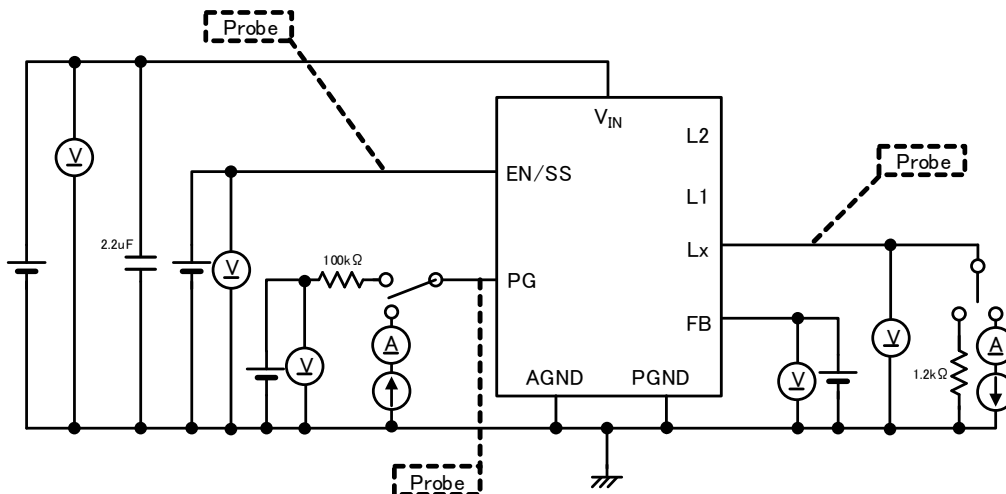 Probe
V_IN
L2
V
Probe
EN/SS
L1
2.2uF
V
100kΩ
Lx
PG
FB
A
V
V
V
1.2kΩ
A
AGND
PGND
Probe